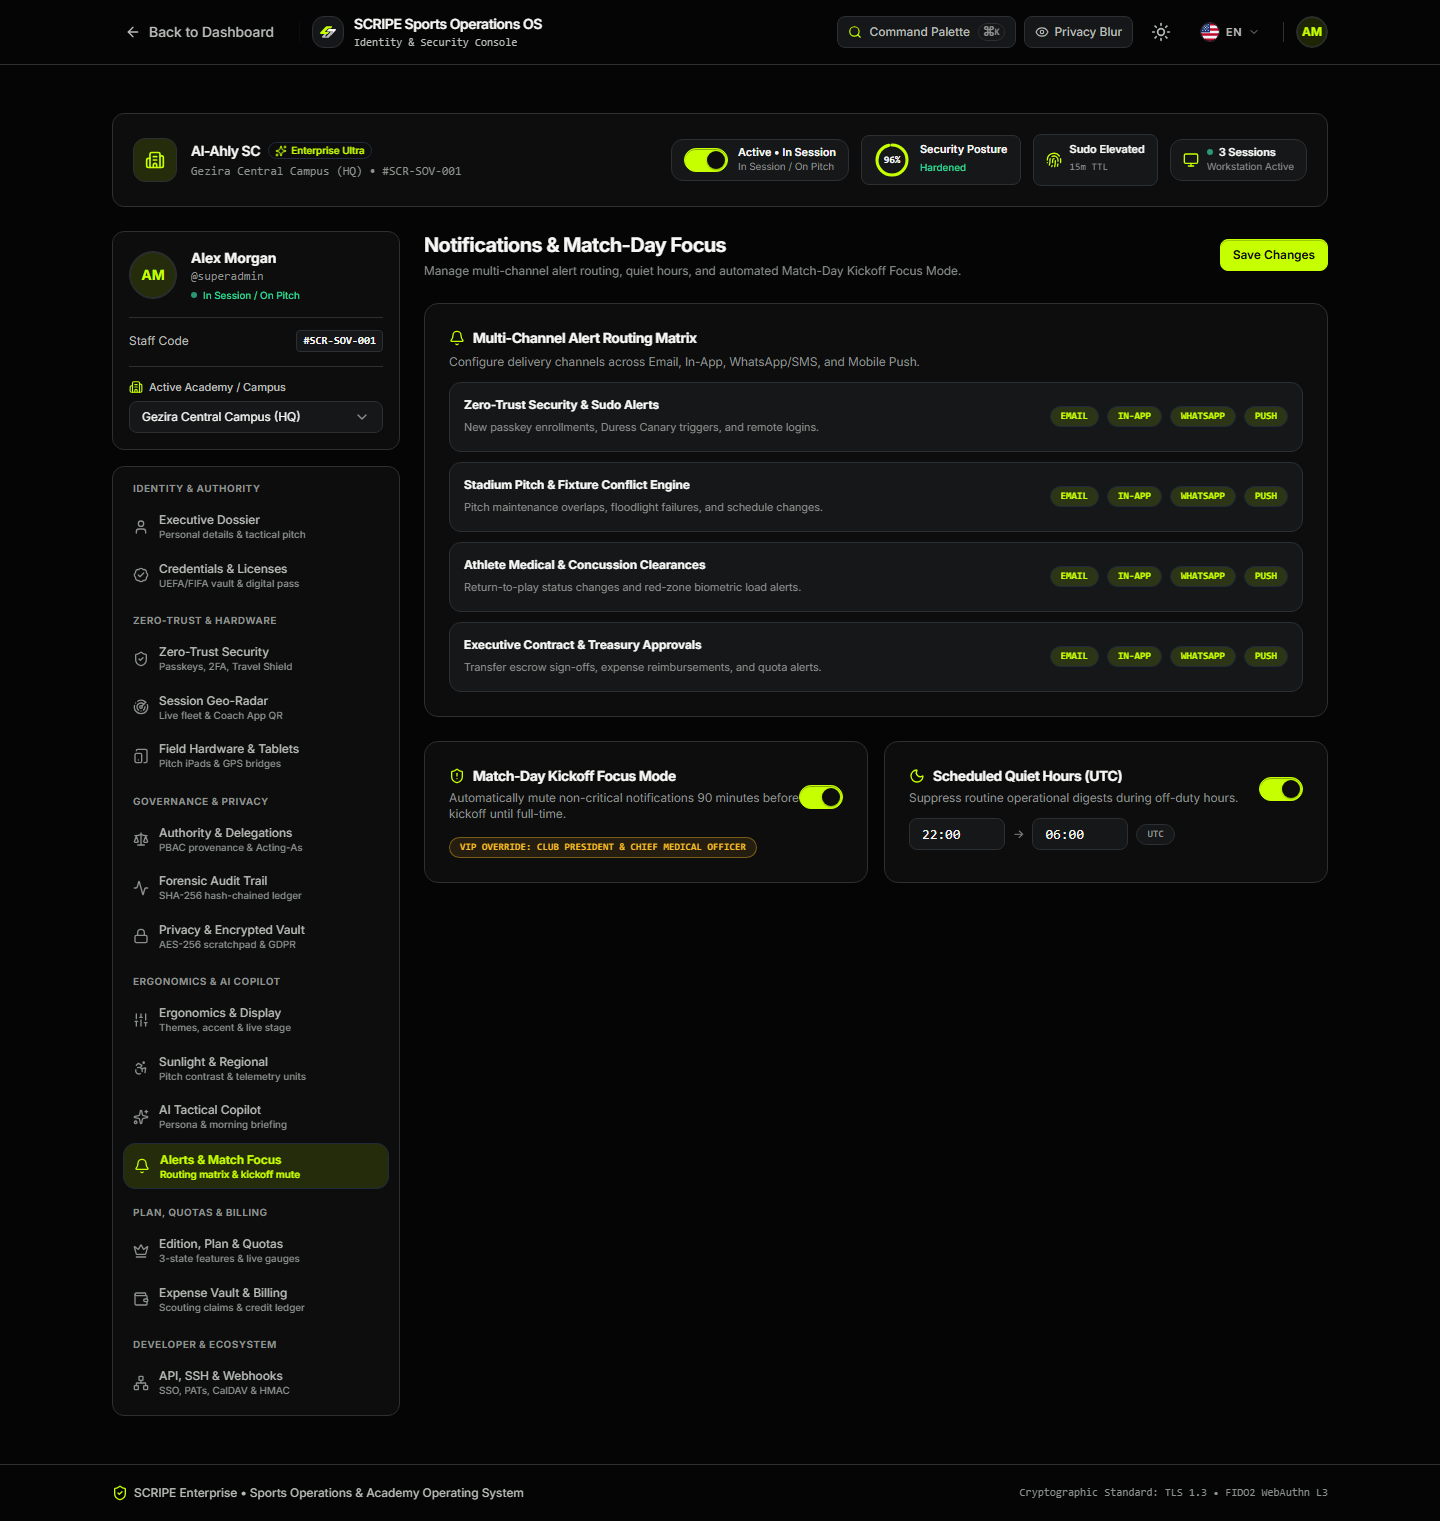 Back to Dashboard
SCRIPE Sports Operations OS
Identity & Security Console
Command Palette ⌘K
Privacy Blur
EN
AM
Al-Ahly SC
Enterprise Ultra
Gezira Central Campus (HQ) • #SCR-SOV-001
Active • In Session
In Session / On Pitch
96%
Security Posture
Hardened
Sudo Elevated
15m TTL
3 Sessions
Workstation Active
AM
Alex Morgan
@superadmin
In Session / On Pitch
Staff Code
#SCR-SOV-001
Active Academy / Campus
Gezira Central Campus (HQ)
IDENTITY & AUTHORITY
Executive Dossier
Personal details & tactical pitch
Credentials & Licenses
UEFA/FIFA vault & digital pass
ZERO-TRUST & HARDWARE
Zero-Trust Security
Passkeys, 2FA, Travel Shield
Session Geo-Radar
Live fleet & Coach App QR
Field Hardware & Tablets
Pitch iPads & GPS bridges
GOVERNANCE & PRIVACY
Authority & Delegations
PBAC provenance & Acting-As
Forensic Audit Trail
SHA-256 hash-chained ledger
Privacy & Encrypted Vault
AES-256 scratchpad & GDPR
ERGONOMICS & AI COPILOT
Ergonomics & Display
Themes, accent & live stage
Sunlight & Regional
Pitch contrast & telemetry units
AI Tactical Copilot
Persona & morning briefing
Alerts & Match Focus
Routing matrix & kickoff mute
PLAN, QUOTAS & BILLING
Edition, Plan & Quotas
3-state features & live gauges
Expense Vault & Billing
Scouting claims & credit ledger
DEVELOPER & ECOSYSTEM
API, SSH & Webhooks
SSO, PATs, CalDAV & HMAC
Notifications & Match-Day Focus
Manage multi-channel alert routing, quiet hours, and automated Match-Day Kickoff Focus Mode.
Save Changes
Multi-Channel Alert Routing Matrix
Configure delivery channels across Email, In-App, WhatsApp/SMS, and Mobile Push.
Zero-Trust Security & Sudo Alerts
New passkey enrollments, Duress Canary triggers, and remote logins.
EMAIL IN-APP WHATSAPP PUSH
Stadium Pitch & Fixture Conflict Engine
Pitch maintenance overlaps, floodlight failures, and schedule changes.
EMAIL IN-APP WHATSAPP PUSH
Athlete Medical & Concussion Clearances
Return-to-play status changes and red-zone biometric load alerts.
EMAIL IN-APP WHATSAPP PUSH
Executive Contract & Treasury Approvals
Transfer escrow sign-offs, expense reimbursements, and quota alerts.
EMAIL IN-APP WHATSAPP PUSH
Match-Day Kickoff Focus Mode
Automatically mute non-critical notifications 90 minutes before
kickoff until full-time.
VIP OVERRIDE: CLUB PRESIDENT & CHIEF MEDICAL OFFICER
Scheduled Quiet Hours (UTC)
Suppress routine operational digests during off-duty hours.
22:00 → 06:00 UTC
SCRIPE Enterprise • Sports Operations & Academy Operating System
Cryptographic Standard: TLS 1.3 • FIDO2 WebAuthn L3